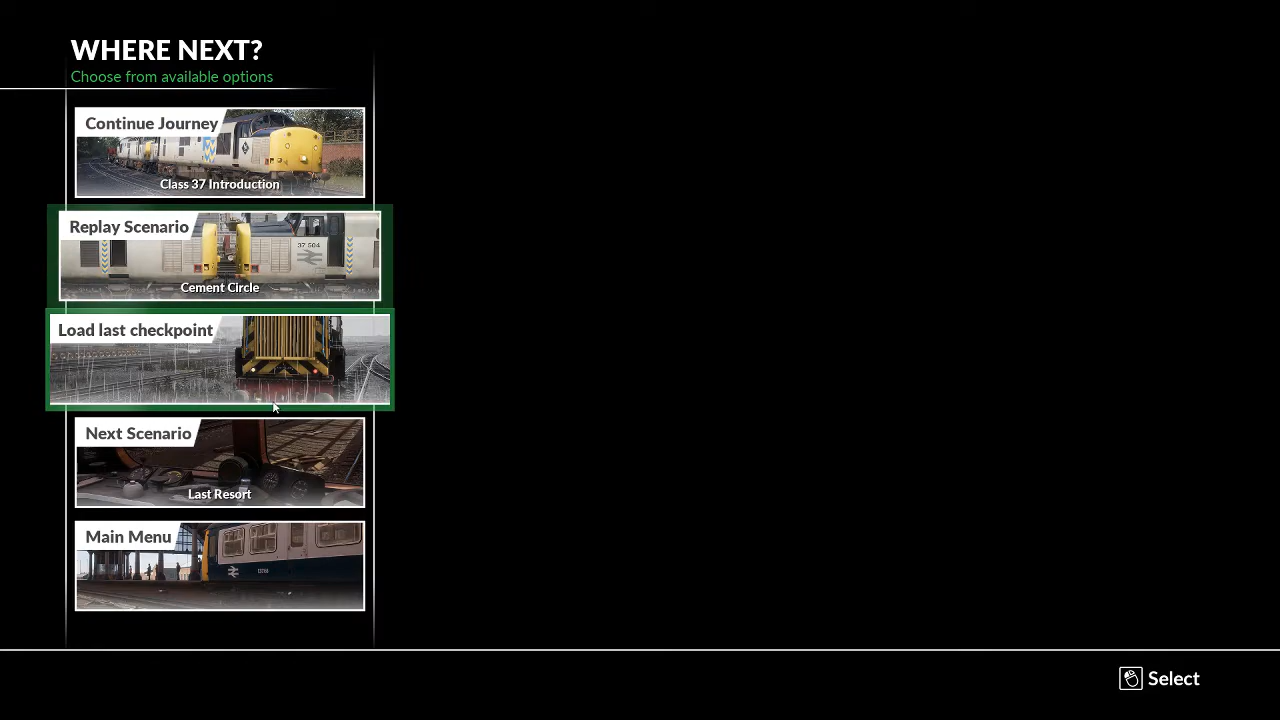 WHERE NEXT?
Choose from available options
Continue Journey
Class 37 Introduction
Replay Scenario
37 504
Cement Circle
Load last checkpoint
Next Scenario
Last Resort
Main Menu
Select